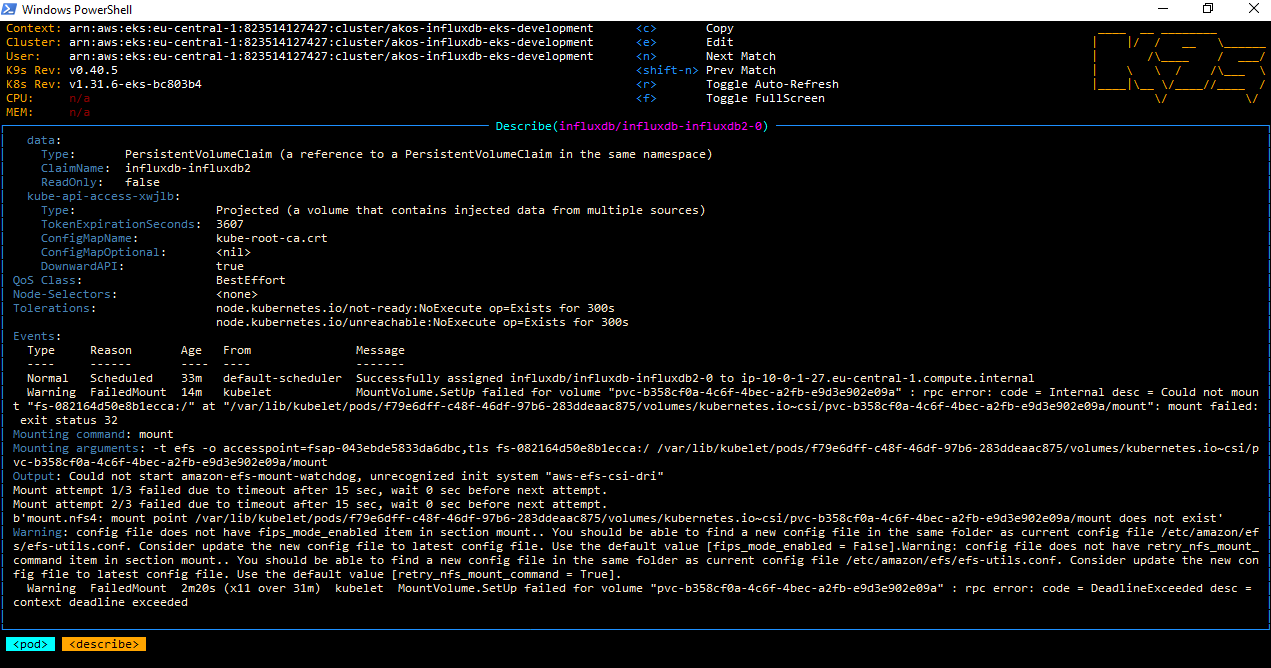 Windows PowerShell
Context: arn:aws:eks:eu-central-1:823514127427:cluster/akos-influxdb-eks-development <c> Copy
Cluster: arn:aws:eks:eu-central-1:823514127427:cluster/akos-influxdb-eks-development <e> Edit
User: arn:aws:eks:eu-central-1:823514127427:cluster/akos-influxdb-eks-development <n> Next Match
K9s Rev: v0.40.5 <shift-n> Prev Match
K8s Rev: v1.31.6-eks-bc803b4 <r> Toggle Auto-Refresh
CPU: n/a <f> Toggle FullScreen
MEM: n/a
Describe(influxdb/influxdb-influxdb2-0)
data:
Type: PersistentVolumeClaim (a reference to a PersistentVolumeClaim in the same namespace)
ClaimName: influxdb-influxdb2
ReadOnly: false
kube-api-access-xwjlb:
Type: Projected (a volume that contains injected data from multiple sources)
TokenExpirationSeconds: 3607
ConfigMapName: kube-root-ca.crt
ConfigMapOptional: <nil>
DownwardAPI: true
QoS Class: BestEffort
Node-Selectors: <none>
Tolerations: node.kubernetes.io/not-ready:NoExecute op=Exists for 300s
node.kubernetes.io/unreachable:NoExecute op=Exists for 300s
Events:
Type Reason Age From Message
---- ------ ---- ---- -------
Normal Scheduled 33m default-scheduler Successfully assigned influxdb/influxdb-influxdb2-0 to ip-10-0-1-27.eu-central-1.compute.internal
Warning FailedMount 14m kubelet MountVolume.SetUp failed for volume "pvc-b358cf0a-4c6f-4bec-a2fb-e9d3e902e09a" : rpc error: code = Internal desc = Could not moun
t "fs-082164d50e8b1ecca:/" at "/var/lib/kubelet/pods/f79e6dff-c48f-46df-97b6-283ddeaac875/volumes/kubernetes.io~csi/pvc-b358cf0a-4c6f-4bec-a2fb-e9d3e902e09a/mount": mount failed:
exit status 32
Mounting command: mount
Mounting arguments: -t efs -o accesspoint=fsap-043ebde5833da6dbc,tls fs-082164d50e8b1ecca:/ /var/lib/kubelet/pods/f79e6dff-c48f-46df-97b6-283ddeaac875/volumes/kubernetes.io~csi/p
vc-b358cf0a-4c6f-4bec-a2fb-e9d3e902e09a/mount
Output: Could not start amazon-efs-mount-watchdog, unrecognized init system "aws-efs-csi-dri"
Mount attempt 1/3 failed due to timeout after 15 sec, wait 0 sec before next attempt.
Mount attempt 2/3 failed due to timeout after 15 sec, wait 0 sec before next attempt.
b'mount.nfs4: mount point /var/lib/kubelet/pods/f79e6dff-c48f-46df-97b6-283ddeaac875/volumes/kubernetes.io~csi/pvc-b358cf0a-4c6f-4bec-a2fb-e9d3e902e09a/mount does not exist'
Warning: config file does not have fips_mode_enabled item in section mount.. You should be able to find a new config file in the same folder as current config file /etc/amazon/ef
s/efs-utils.conf. Consider update the new config file to latest config file. Use the default value [fips_mode_enabled = False].Warning: config file does not have retry_nfs_mount_
command item in section mount.. You should be able to find a new config file in the same folder as current config file /etc/amazon/efs/efs-utils.conf. Consider update the new con
fig file to latest config file. Use the default value [retry_nfs_mount_command = True].
Warning FailedMount 2m20s (x11 over 31m) kubelet MountVolume.SetUp failed for volume "pvc-b358cf0a-4c6f-4bec-a2fb-e9d3e902e09a" : rpc error: code = DeadlineExceeded desc =
context deadline exceeded
<pod> <describe>